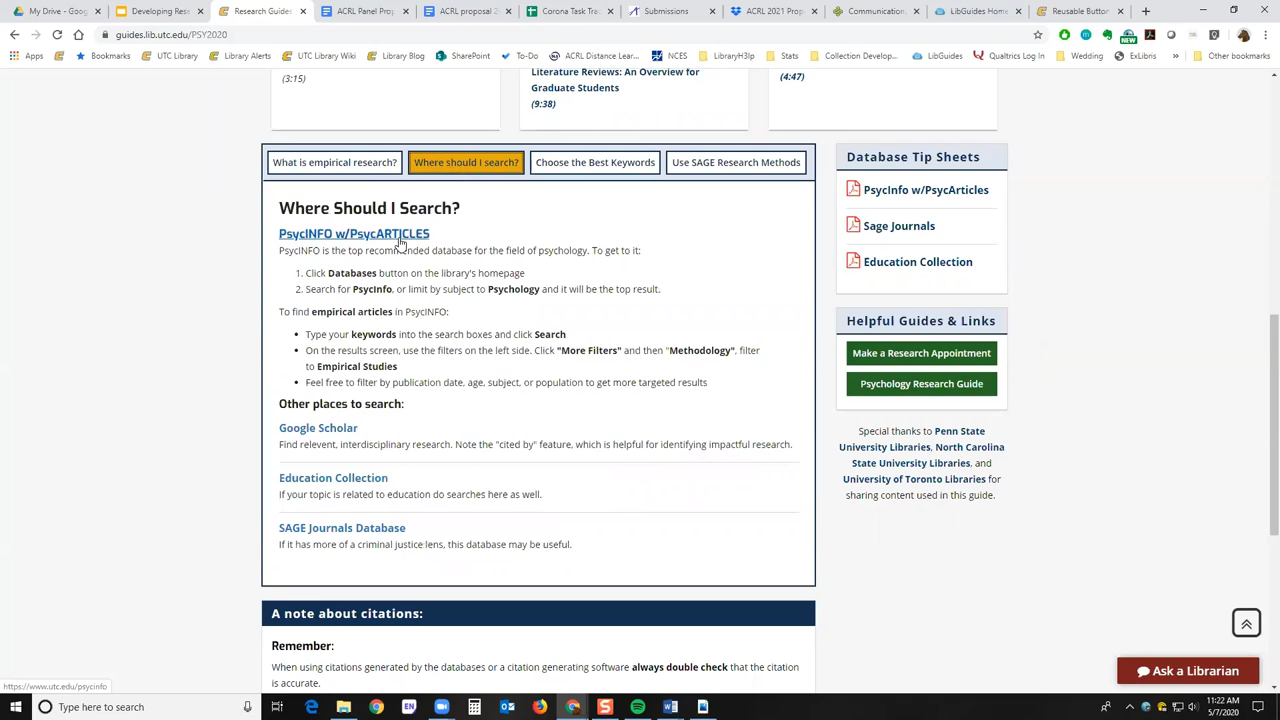 My Drive - Goog
Developing Res
Research Guides
ACRL Panel Pro
ACRL proposal 2
Corona Task Tra
Submissions
ACRL 2021 Prop
Communication
LibGuides Home
Reusable Button
guides.lib.utc.edu/PSY2020
Apps
Bookmarks
UTC Library
Library Alerts
UTC Library Wiki
Library Blog
SharePoint
To-Do
ACRL Distance Lear...
NCES
LibraryH3lp
Stats
Collection Develop...
LibGuides
Qualtrics Log In
Wedding
ExLibris
Other bookmarks
(3:15)
Literature Reviews: An Overview for
Graduate Students
(9:38)
(4:47)
What is empirical research?
Where should I search?
Choose the Best Keywords
Use SAGE Research Methods
Where Should I Search?
PsycINFO w/PsycARTICLES
PsycINFO is the top recommended database for the field of psychology. To get to it:
1. Click Databases button on the library's homepage
2. Search for PsycInfo, or limit by subject to Psychology and it will be the top result.
To find empirical articles in PsycINFO:
• Type your keywords into the search boxes and click Search
• On the results screen, use the filters on the left side. Click "More Filters" and then "Methodology", filter
to Empirical Studies
• Feel free to filter by publication date, age, subject, or population to get more targeted results
Other places to search:
Google Scholar
Find relevant, interdisciplinary research. Note the "cited by" feature, which is helpful for identifying impactful research.
Education Collection
If your topic is related to education do searches here as well.
SAGE Journals Database
If it has more of a criminal justice lens, this database may be useful.
A note about citations:
Remember:
When using citations generated by the databases or a citation generating software always double check that the citation
is accurate.
Database Tip Sheets
PsycInfo w/PsycArticles
Sage Journals
Education Collection
Helpful Guides & Links
Make a Research Appointment
Psychology Research Guide
Special thanks to Penn State
University Libraries, North Carolina
State University Libraries, and
University of Toronto Libraries for
sharing content used in this guide.
Ask a Librarian
https://www.utc.edu/psycinfo
Type here to search
11:22 AM
5/7/2020